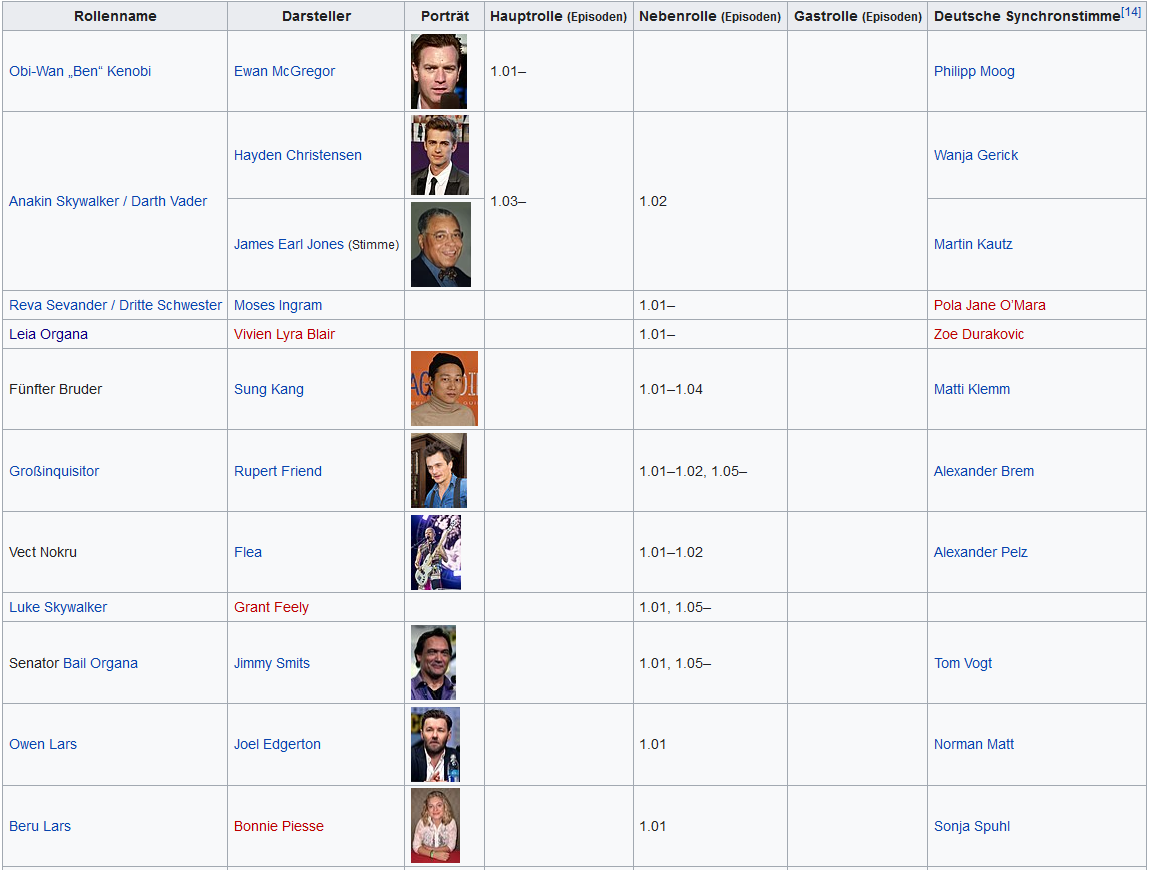 Rollenname Darsteller Porträt Hauptrolle (Episoden) Nebenrolle (Episoden) Gastrolle (Episoden) Deutsche Synchronstimme[14]
Obi-Wan „Ben“ Kenobi Ewan McGregor 1.01– Philipp Moog
Hayden Christensen Wanja Gerick
Anakin Skywalker / Darth Vader 1.03– 1.02
James Earl Jones (Stimme) Martin Kautz
Reva Sevander / Dritte Schwester Moses Ingram 1.01– Pola Jane O’Mara
Leia Organa Vivien Lyra Blair 1.01– Zoe Durakovic
Fünfter Bruder Sung Kang 1.01–1.04 Matti Klemm
Großinquisitor Rupert Friend 1.01–1.02, 1.05– Alexander Brem
Vect Nokru Flea 1.01–1.02 Alexander Pelz
Luke Skywalker Grant Feely 1.01, 1.05–
Senator Bail Organa Jimmy Smits 1.01, 1.05– Tom Vogt
Owen Lars Joel Edgerton 1.01 Norman Matt
Beru Lars Bonnie Piesse 1.01 Sonja Spuhl